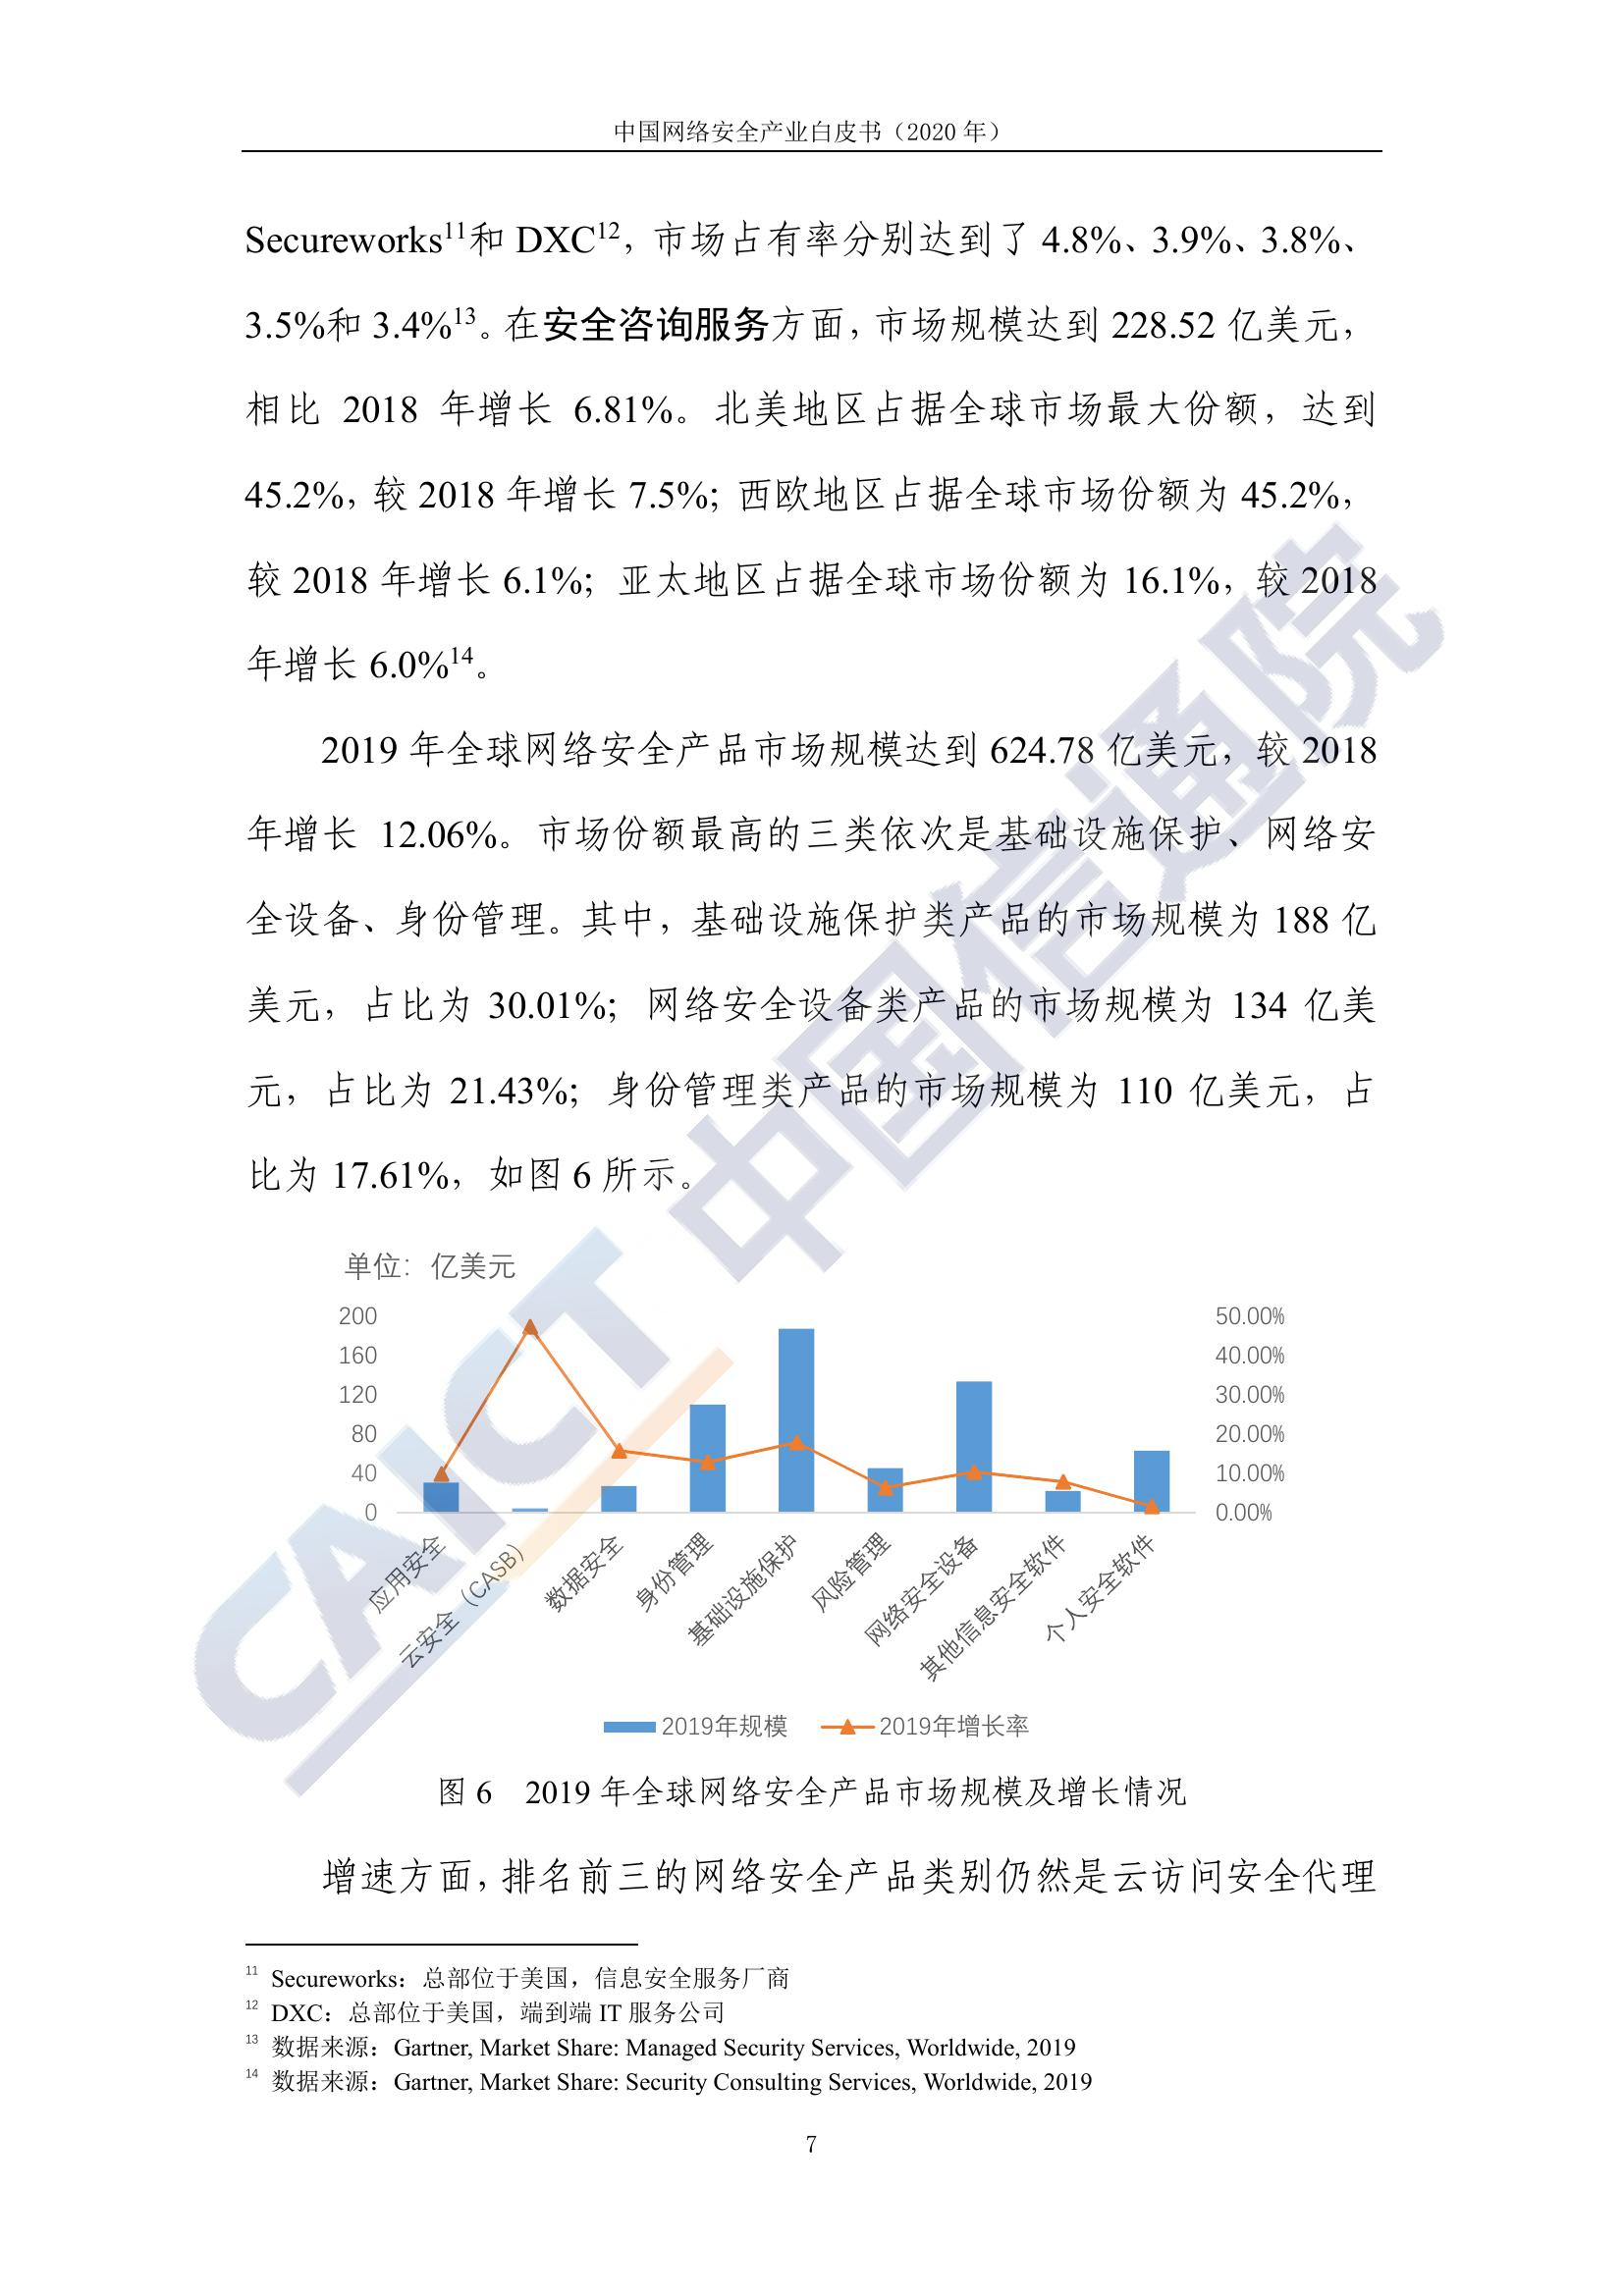 中国网络安全产业白皮书（2020 年）
Secureworks11和 DXC12，市场占有率分别达到了 4.8%、3.9%、3.8%、
3.5%和 3.4%13。在安全咨询服务方面，市场规模达到 228.52 亿美元，
相比 2018 年增长 6.81%。北美地区占据全球市场最大份额，达到
45.2%，较 2018 年增长 7.5%；西欧地区占据全球市场份额为 45.2%，
较 2018 年增长 6.1%；亚太地区占据全球市场份额为 16.1%，较 2018
年增长 6.0%14。
2019 年全球网络安全产品市场规模达到 624.78 亿美元，较 2018
年增长 12.06%。市场份额最高的三类依次是基础设施保护、网络安
全设备、身份管理。其中，基础设施保护类产品的市场规模为 188 亿
美元，占比为 30.01%；网络安全设备类产品的市场规模为 134 亿美
元，占比为 21.43%；身份管理类产品的市场规模为 110 亿美元，占
比为 17.61%，如图 6 所示。
单位：亿美元
200
160
120
80
40
0
50.00%
40.00%
30.00%
20.00%
10.00%
0.00%
应用安全
云安全（CASB）
数据安全
身份管理
基础设施保护
风险管理
网络安全设备
其他信息安全软件
个人安全软件
2019年规模
2019年增长率
图 6 2019 年全球网络安全产品市场规模及增长情况
增速方面，排名前三的网络安全产品类别仍然是云访问安全代理
11 Secureworks：总部位于美国，信息安全服务厂商
12 DXC：总部位于美国，端到端 IT 服务公司
13 数据来源：Gartner, Market Share: Managed Security Services, Worldwide, 2019
14 数据来源：Gartner, Market Share: Security Consulting Services, Worldwide, 2019
7
CAICT 中国信通院